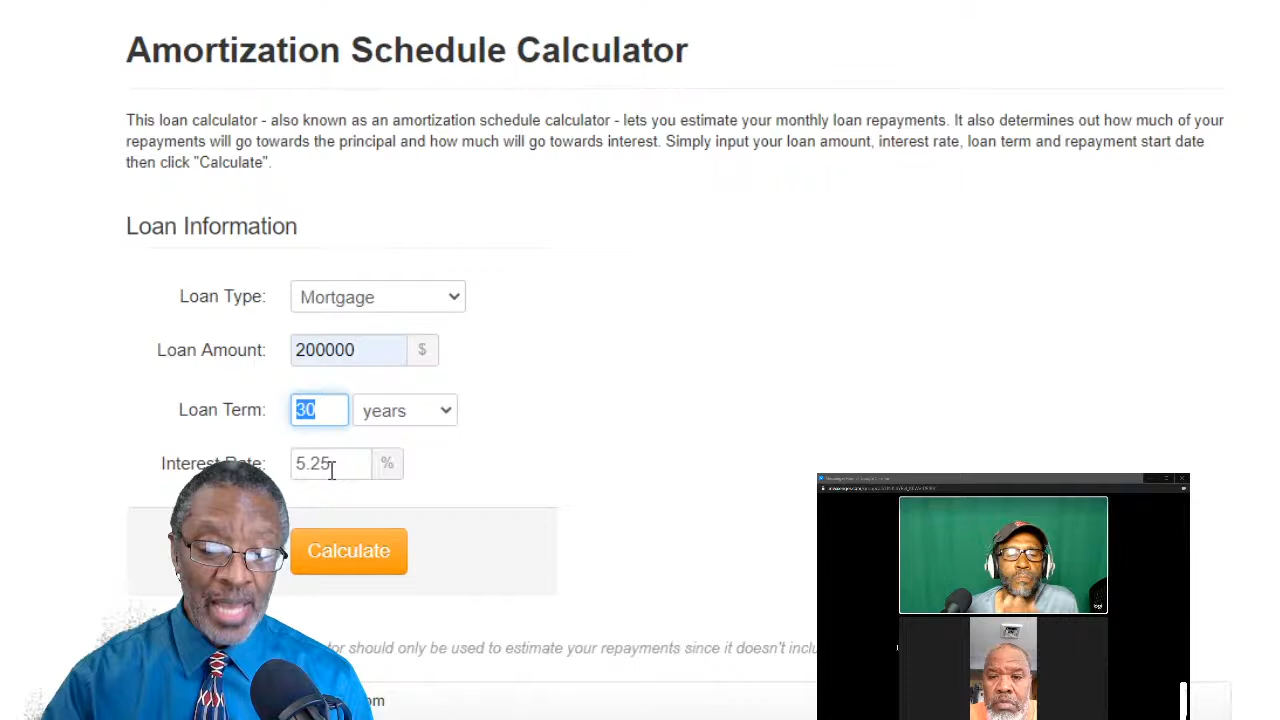 Amortization Schedule Calculator
This loan calculator - also known as an amortization schedule calculator - lets you estimate your monthly loan repayments. It also determines out how much of your
repayments will go towards the principal and how much will go towards interest. Simply input your loan amount, interest rate, loan term and repayment start date
then click "Calculate".
Loan Information
Loan Type: Mortgage
Loan Amount: 200000 $
Loan Term: 30 years
Interest Rate: 5.25 %
Calculate
should only be used to estimate your repayments since it doesn't
logi